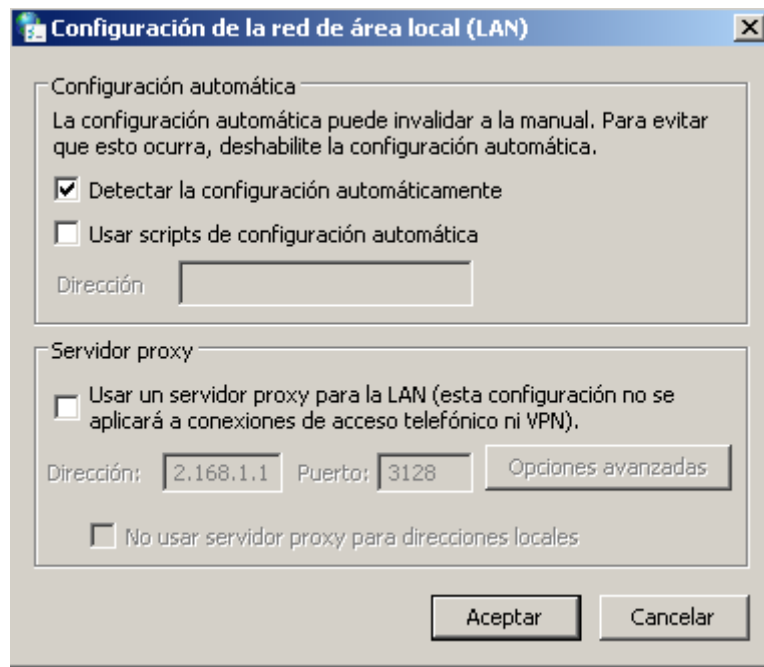 Configuración de la red de área local (LAN)
Configuración automática
La configuración automática puede invalidar a la manual. Para evitar
que esto ocurra, deshabilite la configuración automática.
Detectar la configuración automáticamente
Usar scripts de configuración automática
Dirección
Servidor proxy
Usar un servidor proxy para la LAN (esta configuración no se
aplicará a conexiones de acceso telefónico ni VPN).
Dirección: 2.168.1.1 Puerto: 3128 Opciones avanzadas
No usar servidor proxy para direcciones locales
Aceptar Cancelar